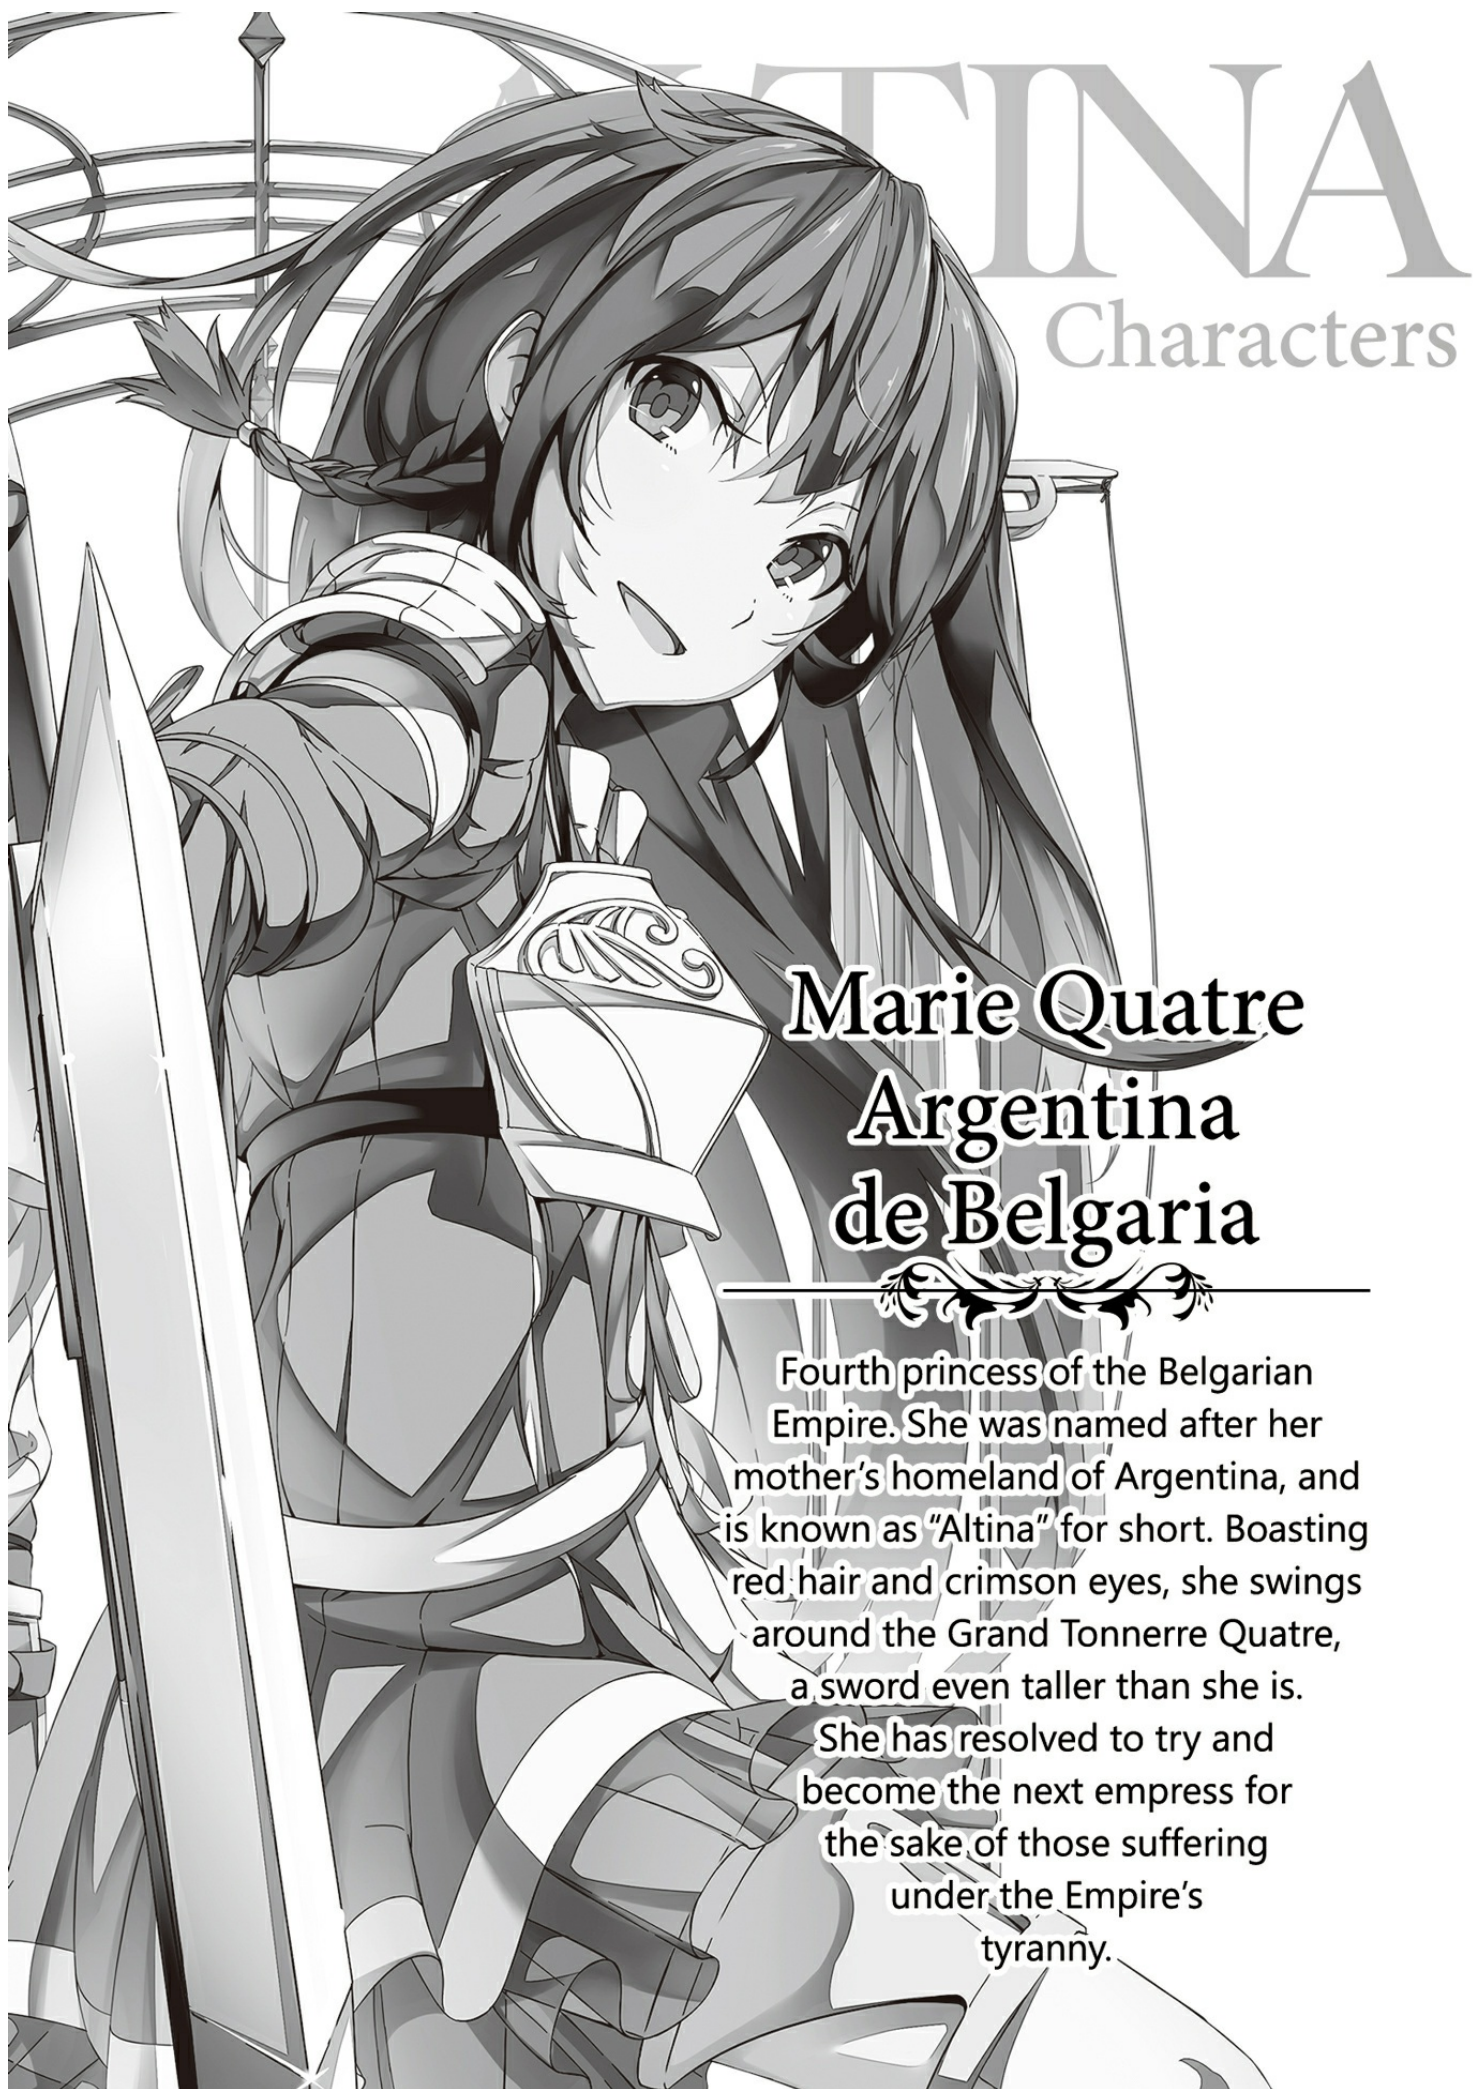 ALTINA
Characters
Marie Quatre
Argentina
de Belgaria
Fourth princess of the Belgarian
Empire. She was named after her
mother’s homeland of Argentina, and
is known as “Altina” for short. Boasting
red hair and crimson eyes, she swings
around the Grand Tonnerre Quatre,
a sword even taller than she is.
She has resolved to try and
become the next empress for
the sake of those suffering
under the Empire’s
tyranny.